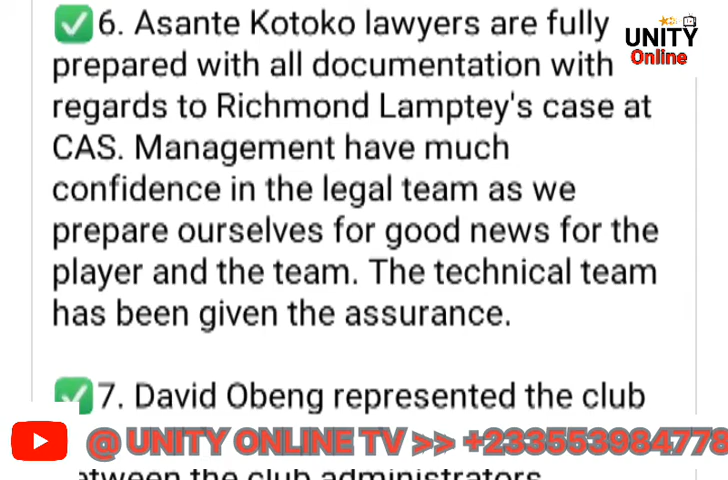 ✅6. Asante Kotoko lawyers are fully
prepared with all documentation with
regards to Richmond Lamptey's case at
CAS. Management have much
confidence in the legal team as we
prepare ourselves for good news for the
player and the team. The technical team
has been given the assurance.
✅7. David Obeng represented the club
@ UNITY ONLINE TV >> +233553984778
the club administrators
UNITY
Online